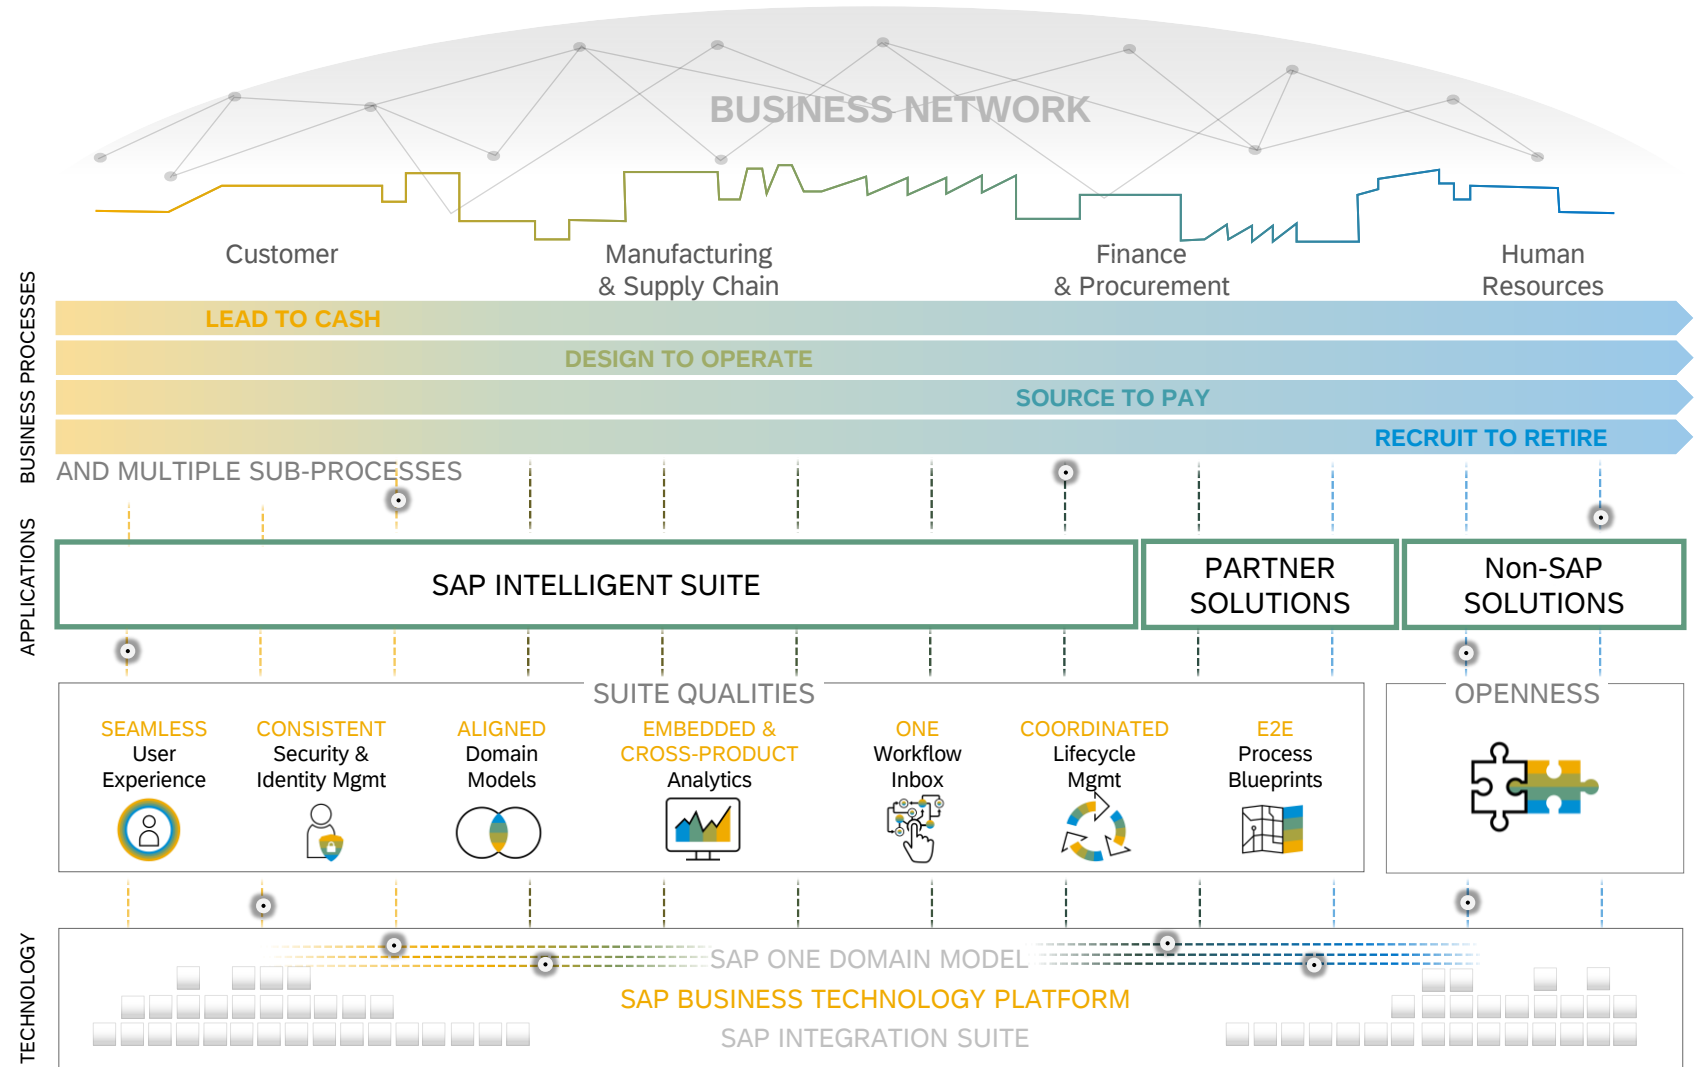 BUSINESS NETWORK
Customer
Manufacturing
& Supply Chain
Finance
& Procurement
Human
Resources
BUSINESS PROCESSES
LEAD TO CASH
DESIGN TO OPERATE
SOURCE TO PAY
RECRUIT TO RETIRE
AND MULTIPLE SUB-PROCESSES
APPLICATIONS
SAP INTELLIGENT SUITE
PARTNER
SOLUTIONS
Non-SAP
SOLUTIONS
SUITE QUALITIES
SEAMLESS
User
Experience
CONSISTENT
Security &
Identity Mgmt
ALIGNED
Domain
Models
EMBEDDED &
CROSS-PRODUCT
Analytics
ONE
Workflow
Inbox
COORDINATED
Lifecycle
Mgmt
E2E
Process
Blueprints
OPENNESS
TECHNOLOGY
SAP ONE DOMAIN MODEL
SAP BUSINESS TECHNOLOGY PLATFORM
SAP INTEGRATION SUITE